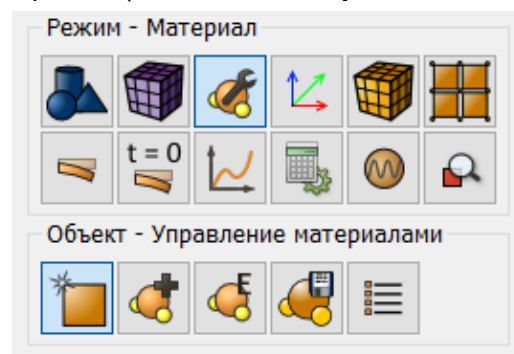 Режим - Материал
t = 0
Объект - Управление материалами
E